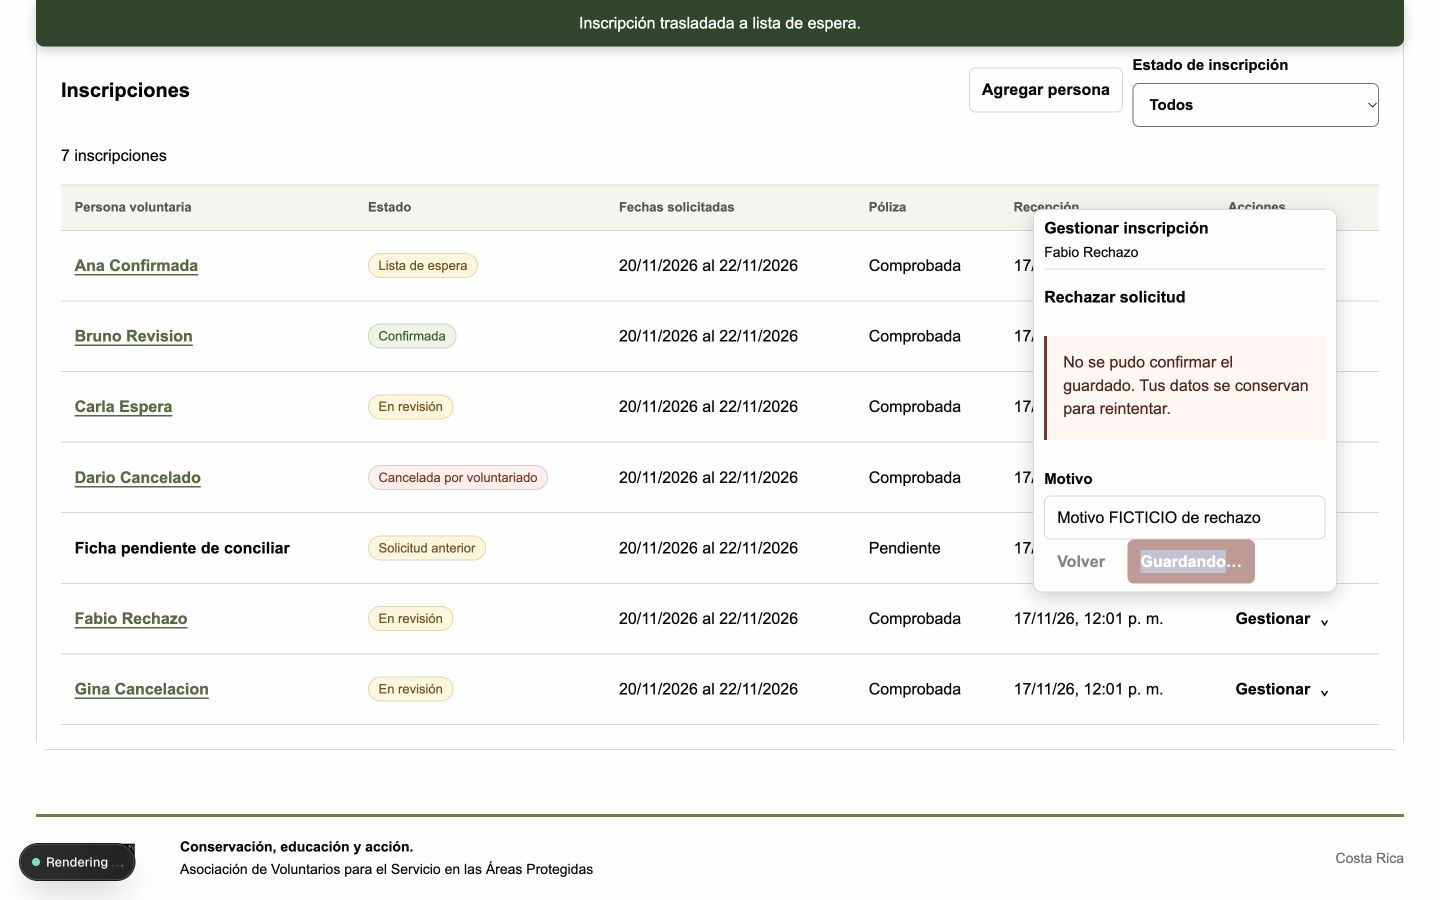 Inscripción trasladada a lista de espera.
Inscripciones
Agregar persona
Estado de inscripción
Todos
7 inscripciones
Persona voluntaria Estado Fechas solicitadas Póliza Recepción Acciones
Ana Confirmada Lista de espera 20/11/2026 al 22/11/2026 Comprobada 17/
Bruno Revision Confirmada 20/11/2026 al 22/11/2026 Comprobada 17/
Carla Espera En revisión 20/11/2026 al 22/11/2026 Comprobada 17/
Dario Cancelado Cancelada por voluntariado 20/11/2026 al 22/11/2026 Comprobada 17/
Ficha pendiente de conciliar Solicitud anterior 20/11/2026 al 22/11/2026 Pendiente 17/
Fabio Rechazo En revisión 20/11/2026 al 22/11/2026 Comprobada 17/11/26, 12:01 p. m. Gestionar
Gina Cancelacion En revisión 20/11/2026 al 22/11/2026 Comprobada 17/11/26, 12:01 p. m. Gestionar
Gestionar inscripción
Fabio Rechazo
Rechazar solicitud
No se pudo confirmar el
guardado. Tus datos se conservan
para reintentar.
Motivo
Motivo FICTICIO de rechazo
Volver Guardando…
Rendering ...
Conservación, educación y acción.
Asociación de Voluntarios para el Servicio en las Áreas Protegidas
Costa Rica